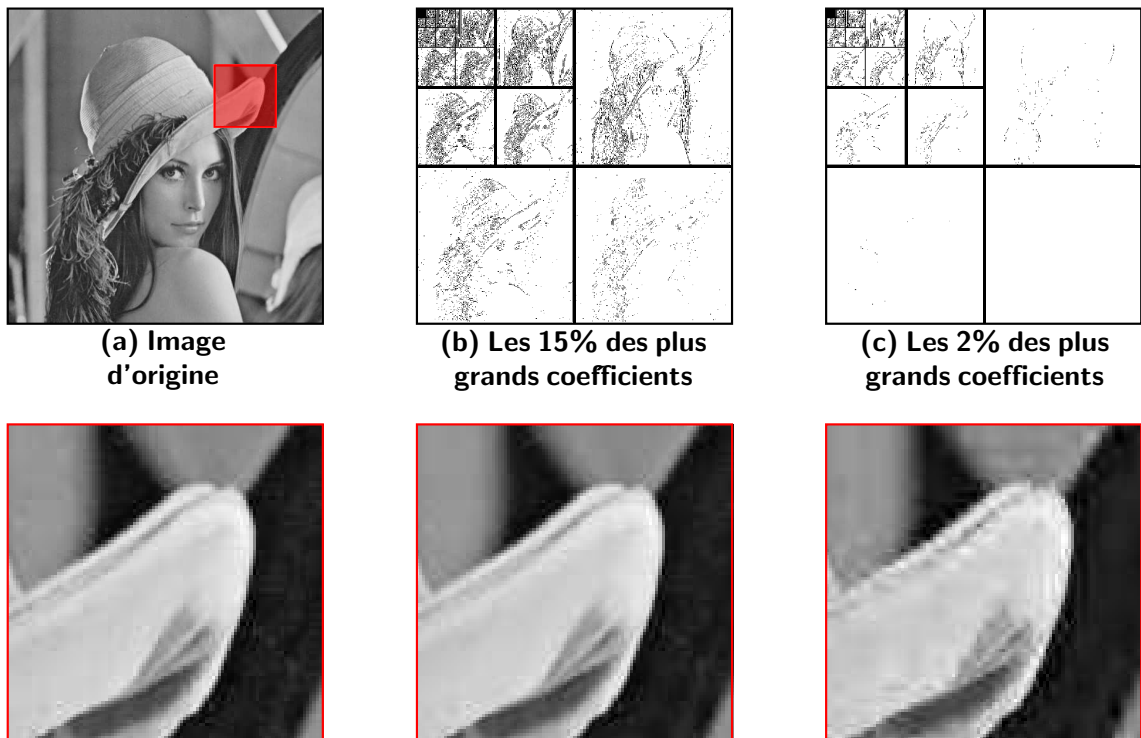 (a) Image
d'origine
(b) Les 15% des plus
grands coefficients
(c) Les 2% des plus
grands coefficients